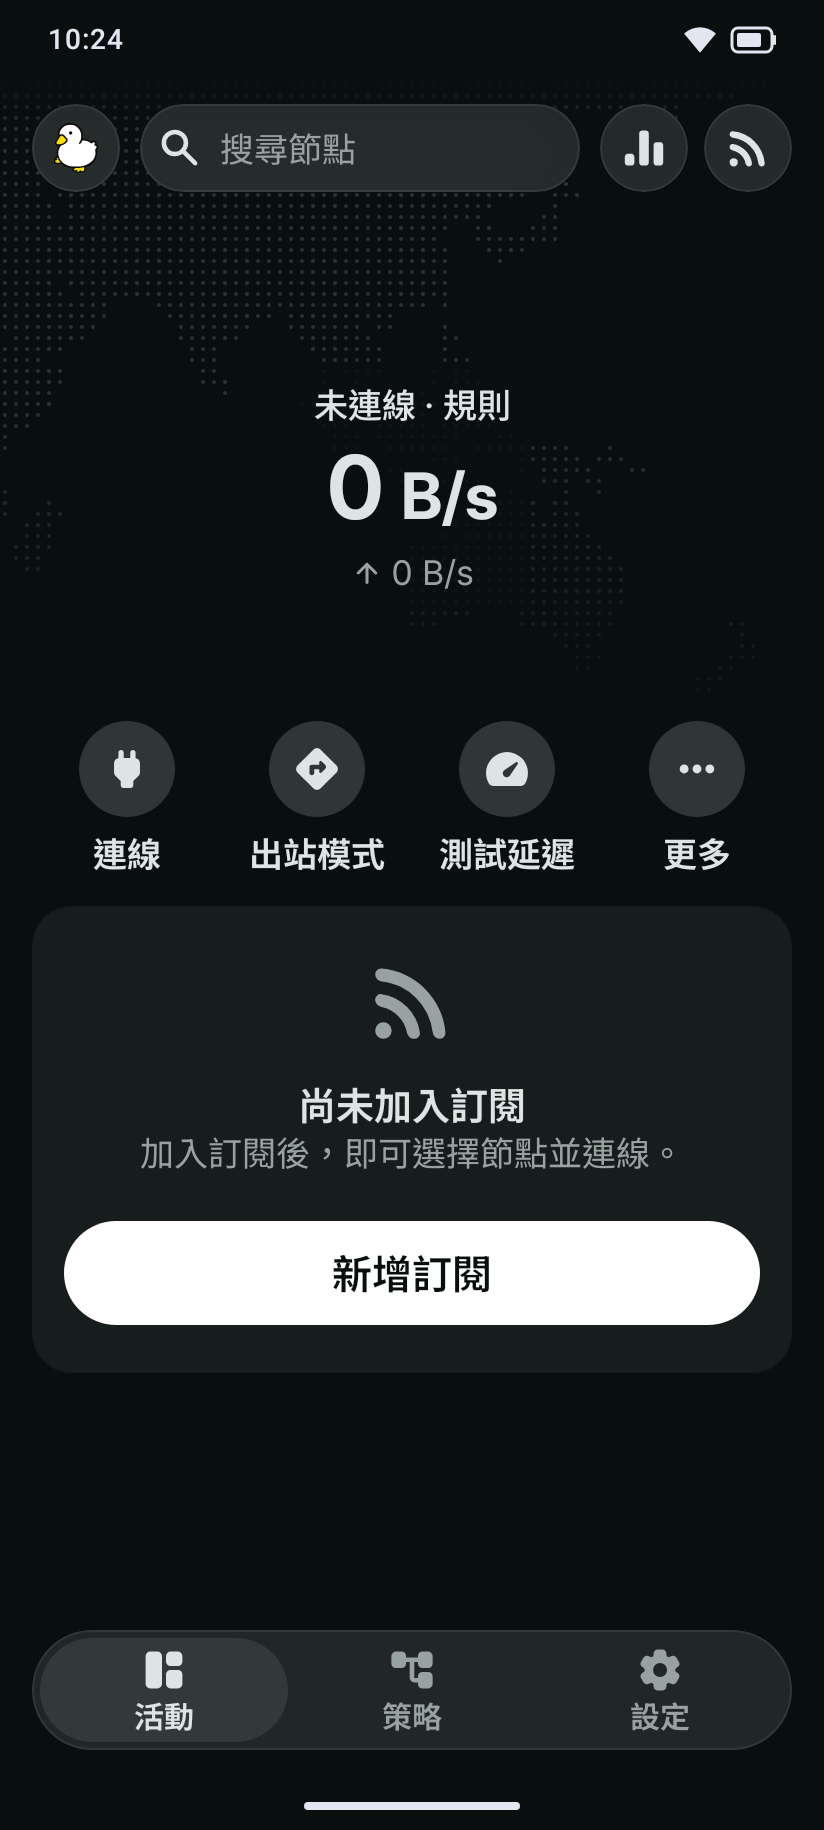 10:24
搜尋節點
未連線 · 規則
0 B/s
↑ 0 B/s
連線
出站模式
測試延遲
更多
尚未加入訂閱
加入訂閱後，即可選擇節點並連線。
新增訂閱
活動
策略
設定